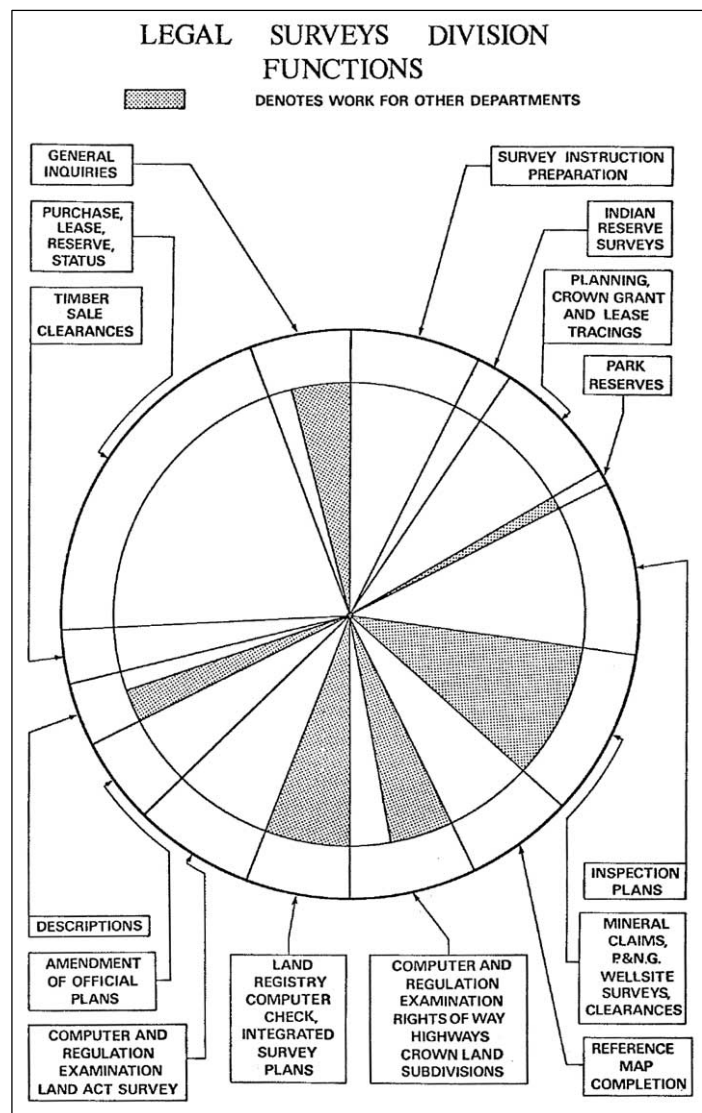 LEGAL SURVEYS DIVISION
FUNCTIONS
DENOTES WORK FOR OTHER DEPARTMENTS
GENERAL
INQUIRIES
PURCHASE,
LEASE,
RESERVE,
STATUS
TIMBER
SALE
CLEARANCES
SURVEY INSTRUCTION
PREPARATION
INDIAN
RESERVE
SURVEYS
PLANNING,
CROWN GRANT
AND LEASE
TRACINGS
PARK
RESERVES
DESCRIPTIONS
AMENDMENT
OF OFFICIAL
PLANS
COMPUTER AND
REGULATION
EXAMINATION
LAND ACT SURVEY
LAND
REGISTRY
COMPUTER
CHECK,
INTEGRATED
SURVEY
PLANS
COMPUTER AND
REGULATION
EXAMINATION
RIGHTS OF WAY
HIGHWAYS
CROWN LAND
SUBDIVISIONS
INSPECTION
PLANS
MINERAL
CLAIMS,
P.&N.G.
WELLSITE
SURVEYS,
CLEARANCES
REFERENCE
MAP
COMPLETION